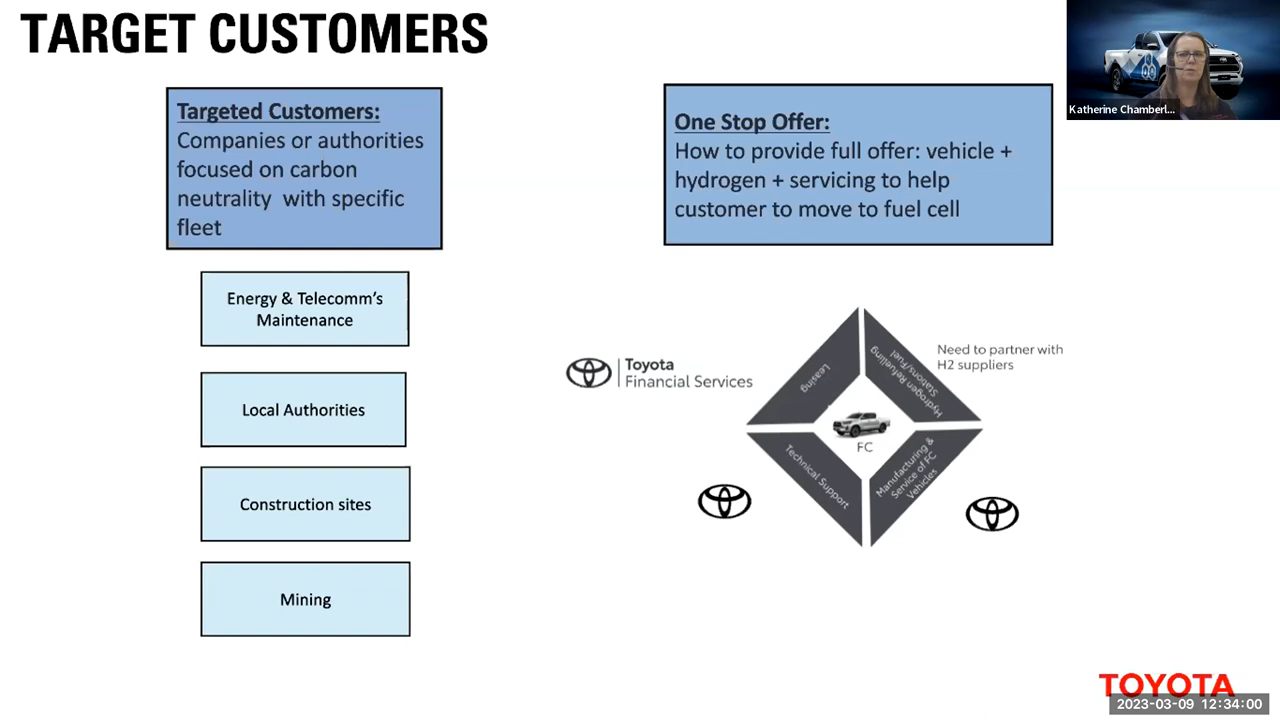 TARGET CUSTOMERS
Katherine Chamberl...
Targeted Customers:
Companies or authorities
focused on carbon
neutrality with specific
fleet
One Stop Offer:
How to provide full offer: vehicle +
hydrogen + servicing to help
customer to move to fuel cell
Energy & Telecomm's
Maintenance
Local Authorities
Construction sites
Mining
Toyota
Financial Services
Leasing
Hydrogen Refuelling
Stations/Fuel
Need to partner with
H2 suppliers
FC
Technical Support
Manufacturing &
Service of FC
Vehicles
TOYOTA
2023-03-09 12:34:00